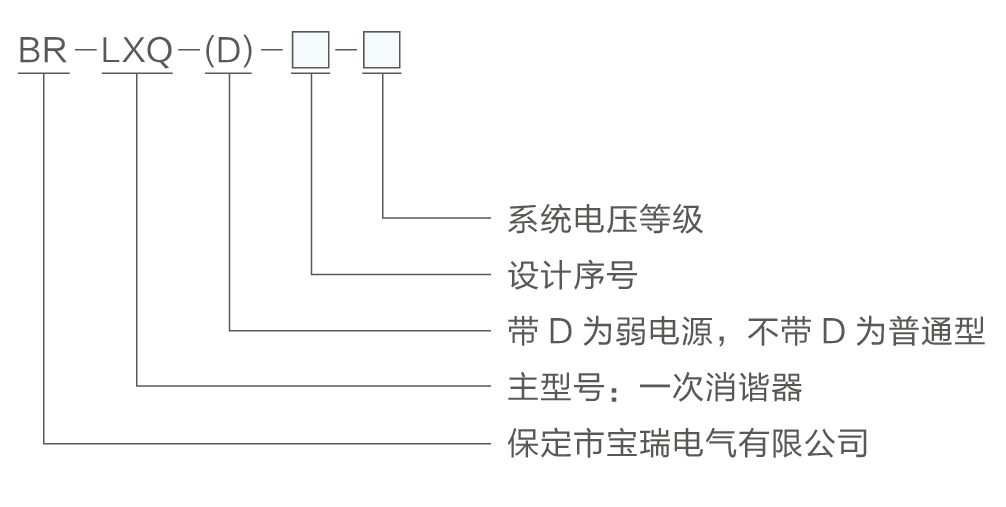 BR－LXQ－(D)－□－□
系统电压等级
设计序号
带 D 为弱电源，不带 D 为普通型
主型号：一次消谐器
保定市宝瑞电气有限公司